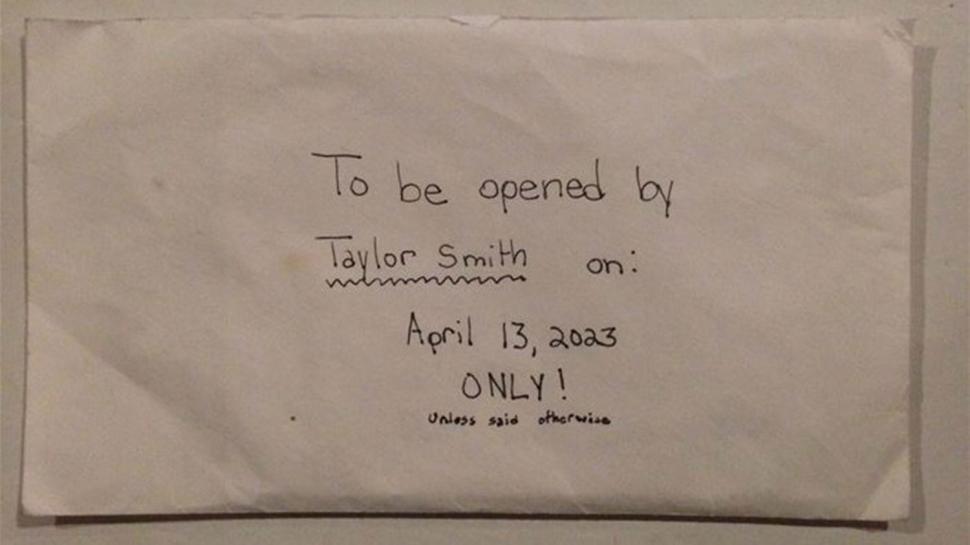 To be opened by
Taylor Smith on:
April 13, 2023
ONLY!
Unless said otherwise